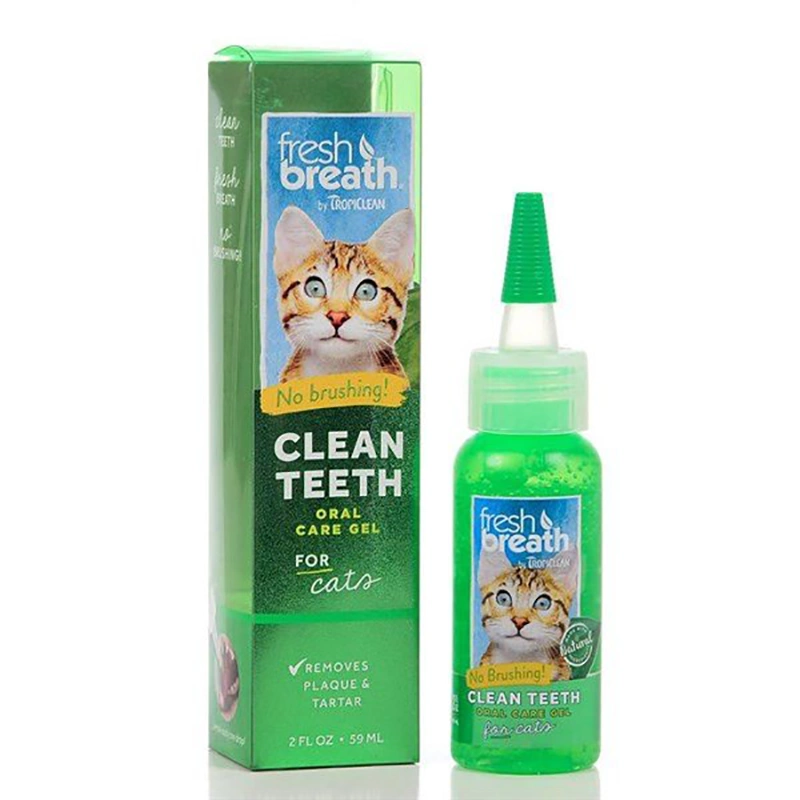 clean
TEETH
fresh
BREATH
no
BRUSHING!
fresh
breath®
by TROPICLEAN
No brushing!
CLEAN
TEETH
ORAL
CARE GEL
FOR
cats
✓REMOVES
PLAQUE &
TARTAR
2 FL OZ • 59 ML
fresh
breath
by TROPICLEAN
Natural
No Brushing!
CLEAN TEETH
ORAL CARE GEL
for cats